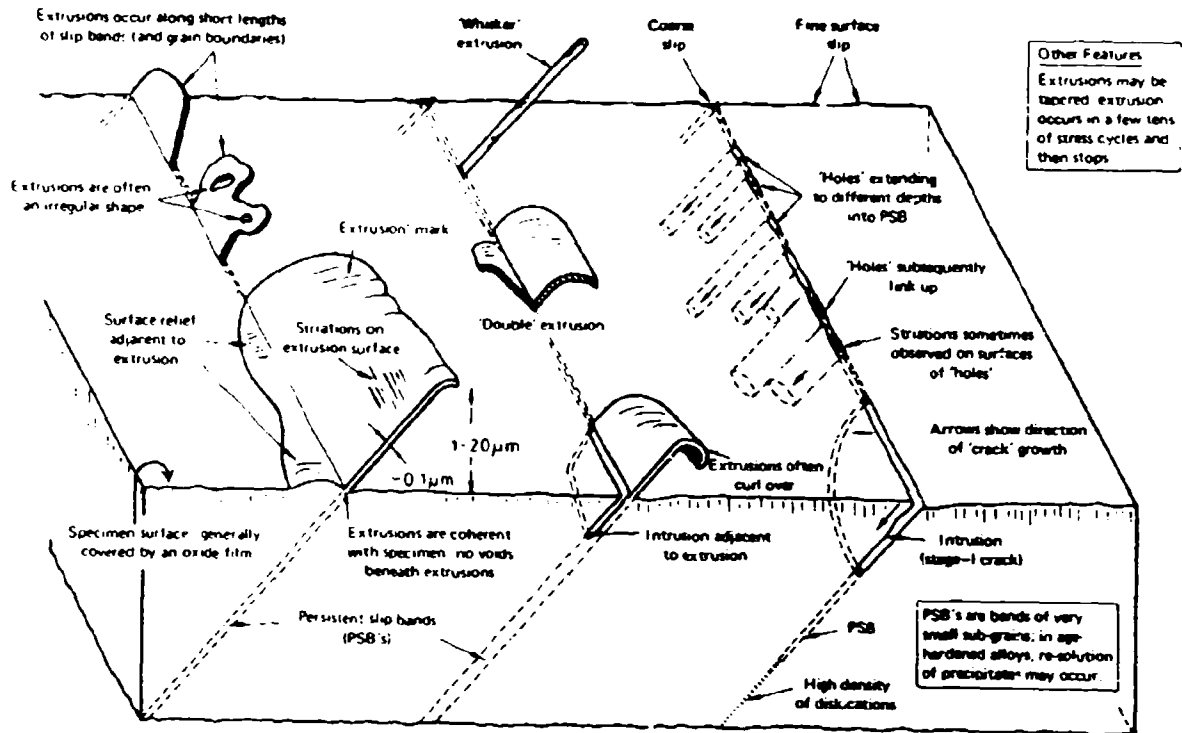 Extrusions occur along short lengths
of slip bands (and grain boundaries)
'Whisker'
extrusion
Coarse
slip
Fine surface
slip
Other Features
Extrusions may be
tapered. extrusion
occurs in a few tens
of stress cycles and
then stops
Extrusions are often
an irregular shape
'Holes' extending
to different depths
into PSB
Extrusion' mark
'Holes' subsequently
link up
Surface relief
adjacent to
extrusion
Striations on
extrusion surface
'Double' extrusion
Striations sometimes
observed on surfaces
of 'holes'
1-20μm
~0.1μm
Arrows show direction
of 'crack' growth
Extrusions often
curl over
Specimen surface generally
covered by an oxide film
Extrusions are coherent
with specimen no voids
beneath extrusions
Intrusion adjacent
to extrusion
Intrusion
(stage-I crack)
Persistent slip bands
(PSB's)
PSB
PSB's are bands of very
small sub-grains; in age-
hardened alloys, re-solution
of precipitates may occur.
High density
of dislocations